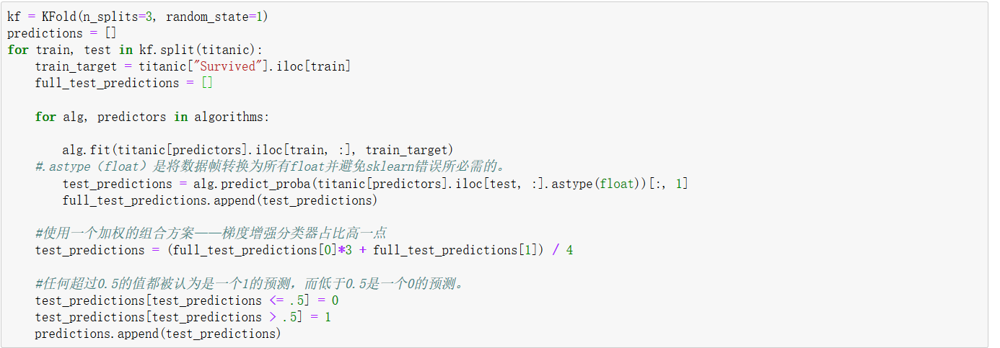 kf = KFold(n_splits=3, random_state=1)
predictions = []
for train, test in kf.split(titanic):
    train_target = titanic["Survived"].iloc[train]
    full_test_predictions = []
    for alg, predictors in algorithms:
        alg.fit(titanic[predictors].iloc[train, :], train_target)
    #.astype（float）是将数据帧转换为所有float并避免sklearn错误所必需的。
        test_predictions = alg.predict_proba(titanic[predictors].iloc[test, :].astype(float))[:, 1]
        full_test_predictions.append(test_predictions)
    #使用一个加权的组合方案——梯度增强分类器占比高一点
    test_predictions = (full_test_predictions[0]*3 + full_test_predictions[1]) / 4
    #任何超过0.5的值都被认为是一个1的预测，而低于0.5是一个0的预测。
    test_predictions[test_predictions <= .5] = 0
    test_predictions[test_predictions > .5] = 1
    predictions.append(test_predictions)